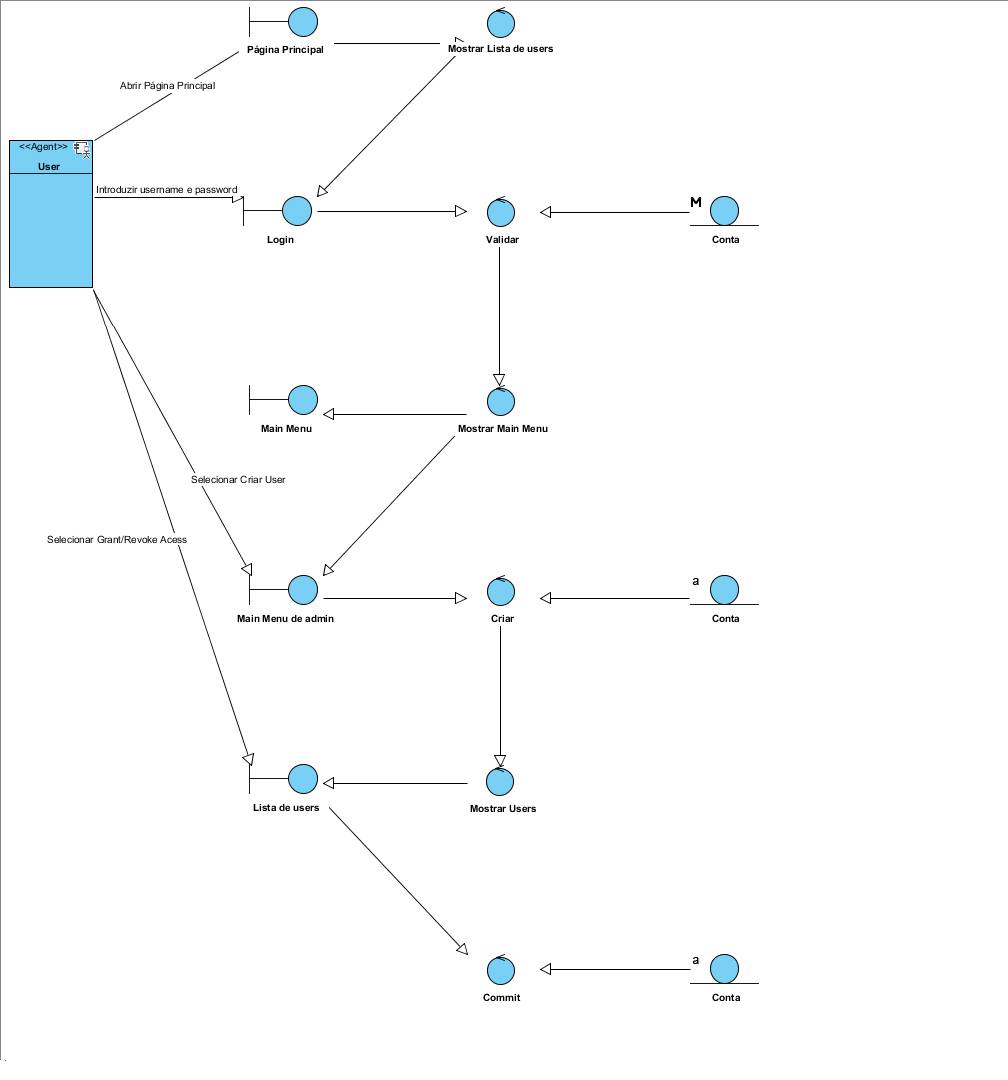 Página Principal
Mostrar Lista de users
Abrir Página Principal
<<Agent>>
User
Introduzir username e password
M
Login
Validar
Conta
Main Menu
Mostrar Main Menu
Selecionar Criar User
Selecionar Grant/Revoke Acess
a
Main Menu de admin
Criar
Conta
Lista de users
Mostrar Users
a
Commit
Conta